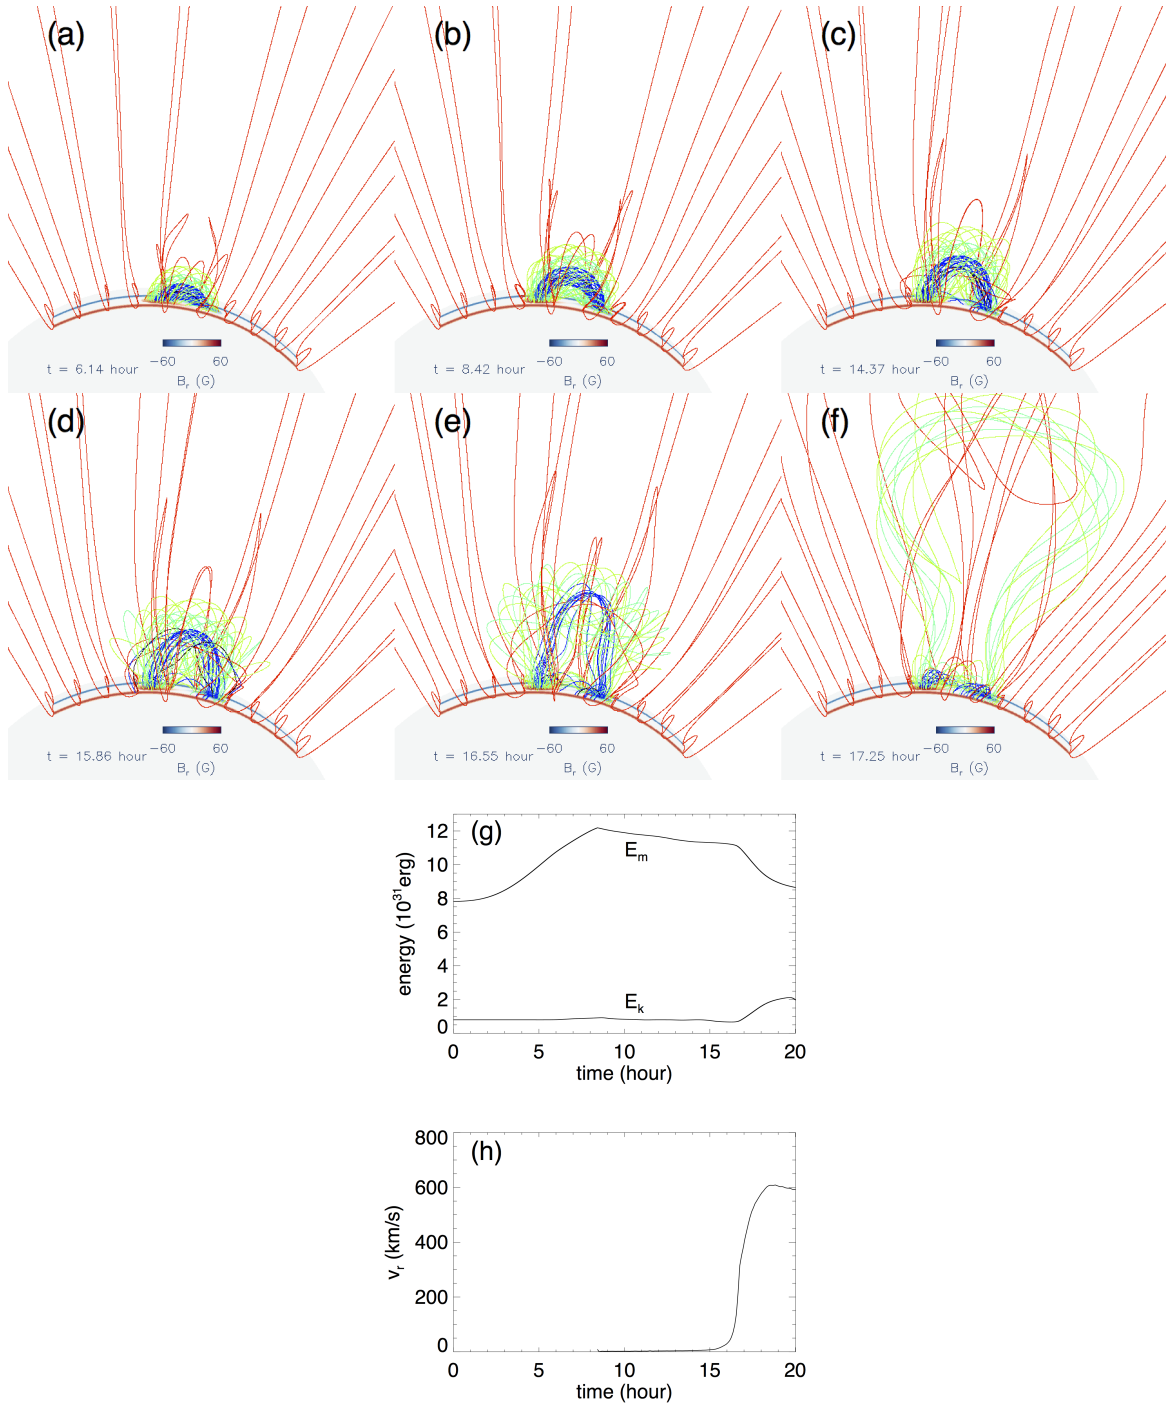 (a)
(b)
(c)
−60 60
t = 6.14 hour
B_r (G)
−60 60
t = 8.42 hour
B_r (G)
−60 60
t = 14.37 hour
B_r (G)
(d)
(e)
(f)
−60 60
t = 15.86 hour
B_r (G)
−60 60
t = 16.55 hour
B_r (G)
−60 60
t = 17.25 hour
B_r (G)
(g)
12
10
8
6
4
2
0
energy (10^31erg)
E_m
E_k
0 5 10 15 20
time (hour)
(h)
800
600
400
200
0
v_r (km/s)
0 5 10 15 20
time (hour)